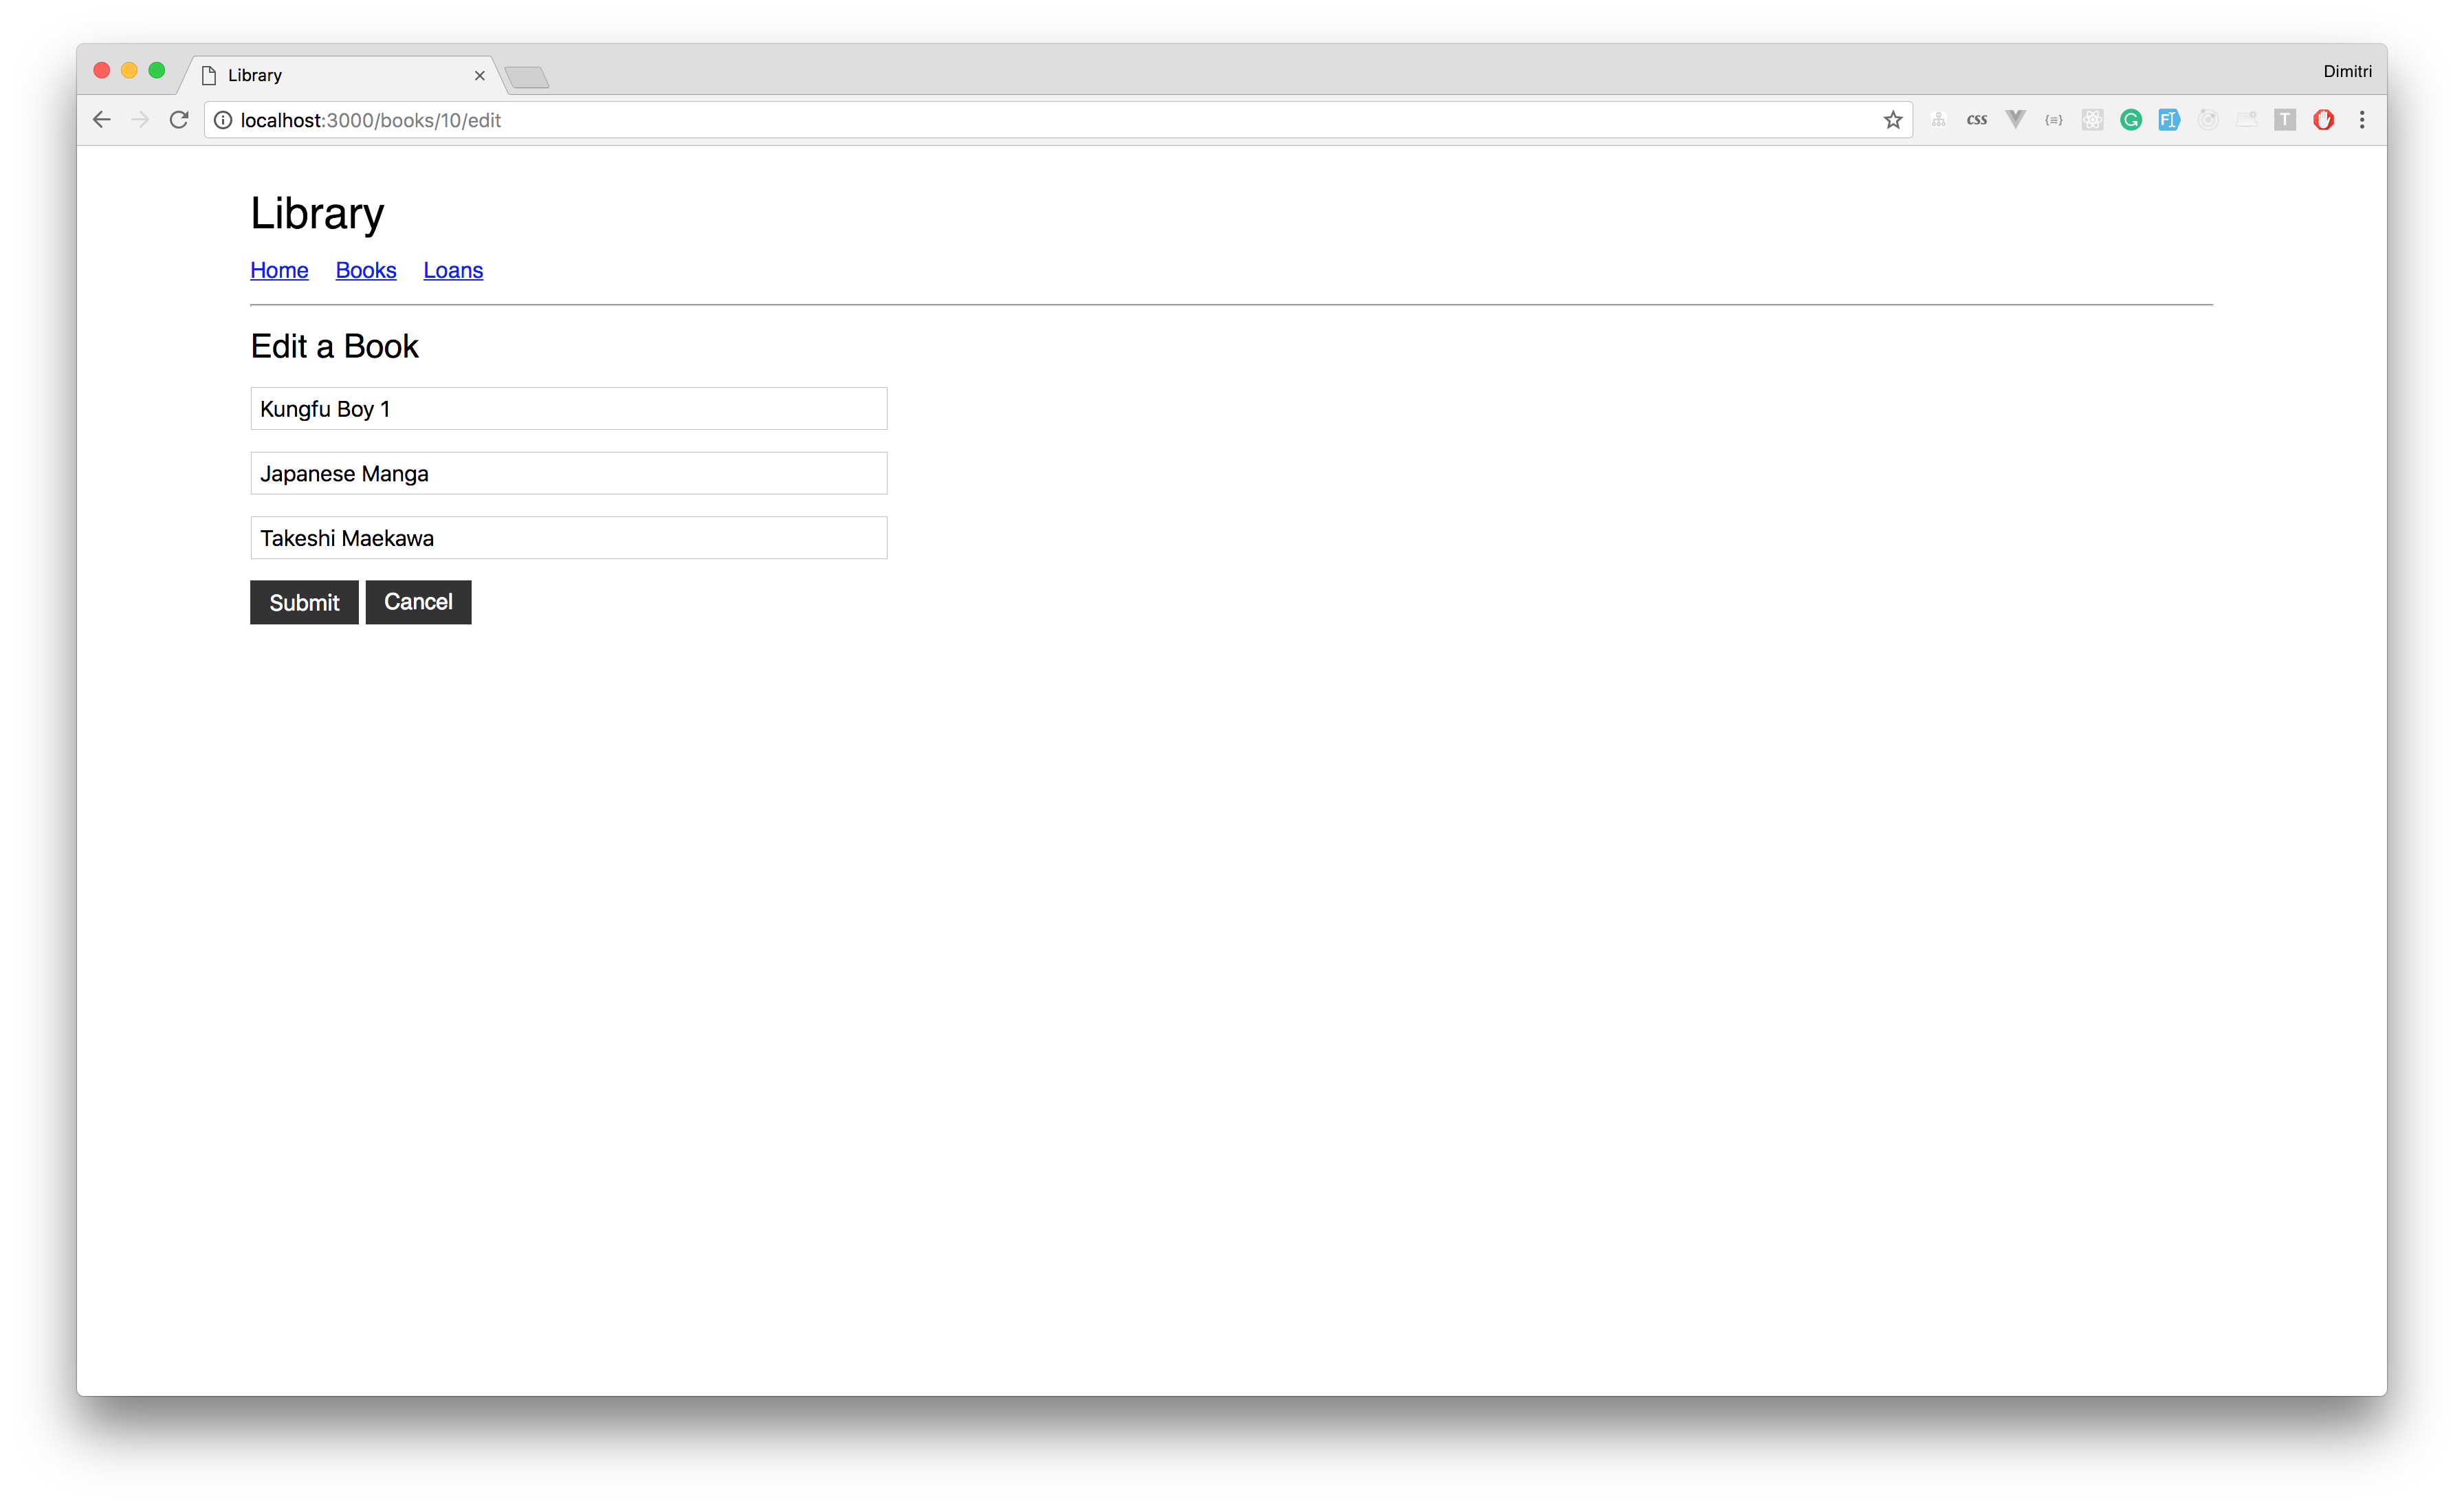 Library
Dimitri
localhost:3000/books/10/edit
css
{≡}
G
F
T
Library
Home Books Loans
Edit a Book
Kungfu Boy 1
Japanese Manga
Takeshi Maekawa
Submit Cancel